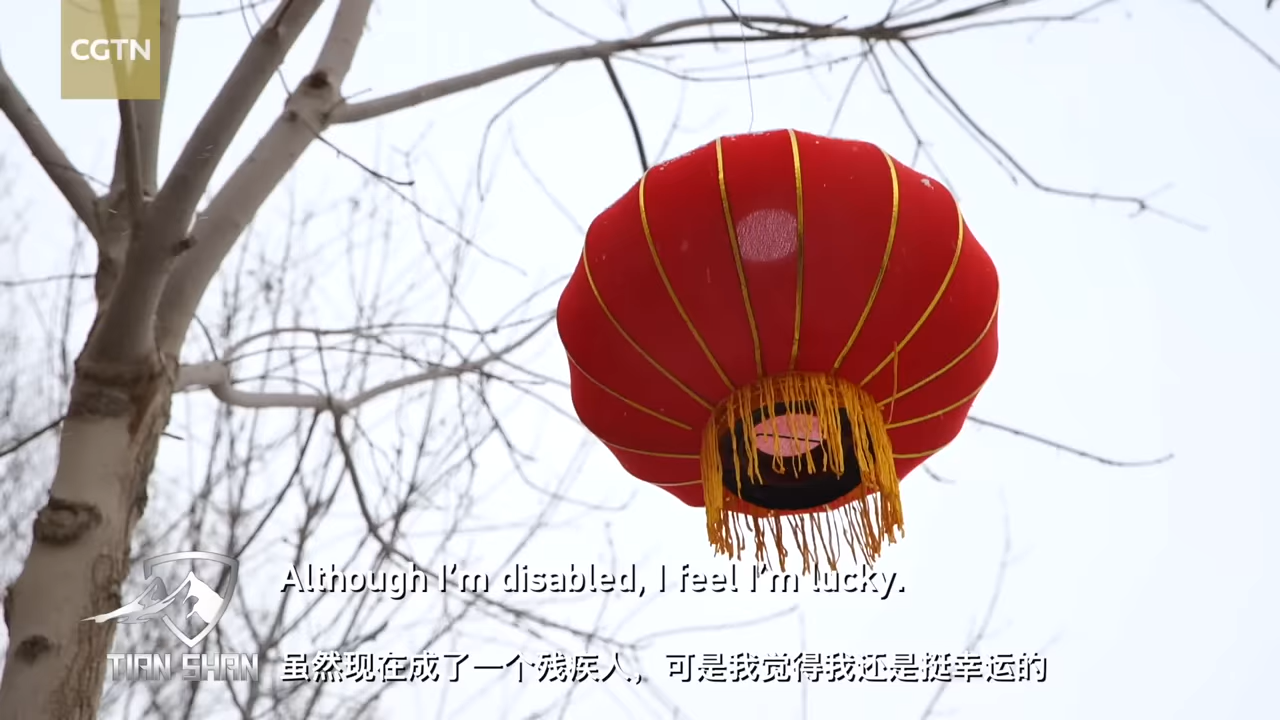 CGTN
Although I'm disabled, I feel I'm lucky.
TIAN SHAN
虽然现在成了一个残疾人，可是我觉得我还是挺幸运的